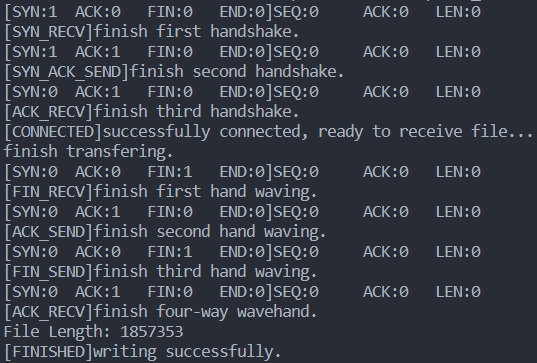 [SYN:1 ACK:0 FIN:0 END:0]SEQ:0 ACK:0 LEN:0
[SYN_RECV]finish first handshake.
[SYN:1 ACK:1 FIN:0 END:0]SEQ:0 ACK:0 LEN:0
[SYN_ACK_SEND]finish second handshake.
[SYN:0 ACK:1 FIN:0 END:0]SEQ:0 ACK:0 LEN:0
[ACK_RECV]finish third handshake.
[CONNECTED]successfully connected, ready to receive file...
finish transfering.
[SYN:0 ACK:0 FIN:1 END:0]SEQ:0 ACK:0 LEN:0
[FIN_RECV]finish first hand waving.
[SYN:0 ACK:1 FIN:0 END:0]SEQ:0 ACK:0 LEN:0
[ACK_SEND]finish second hand waving.
[SYN:0 ACK:0 FIN:1 END:0]SEQ:0 ACK:0 LEN:0
[FIN_SEND]finish third hand waving.
[SYN:0 ACK:1 FIN:0 END:0]SEQ:0 ACK:0 LEN:0
[ACK_RECV]finish four-way wavehand.
File Length: 1857353
[FINISHED]writing successfully.